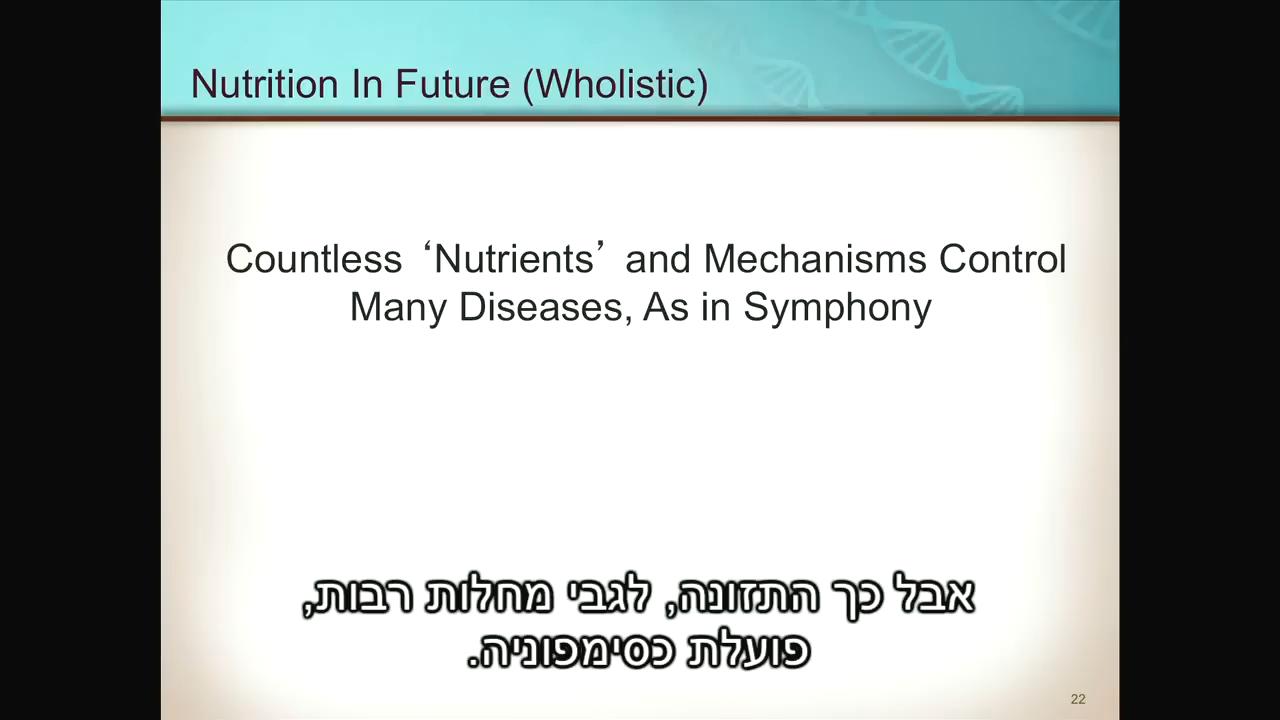 Nutrition In Future (Wholistic)
Countless ‘Nutrients’ and Mechanisms Control
Many Diseases, As in Symphony
אבל כך התזונה, לגבי מחלות רבות,
פועלת כסימפוניה.
22